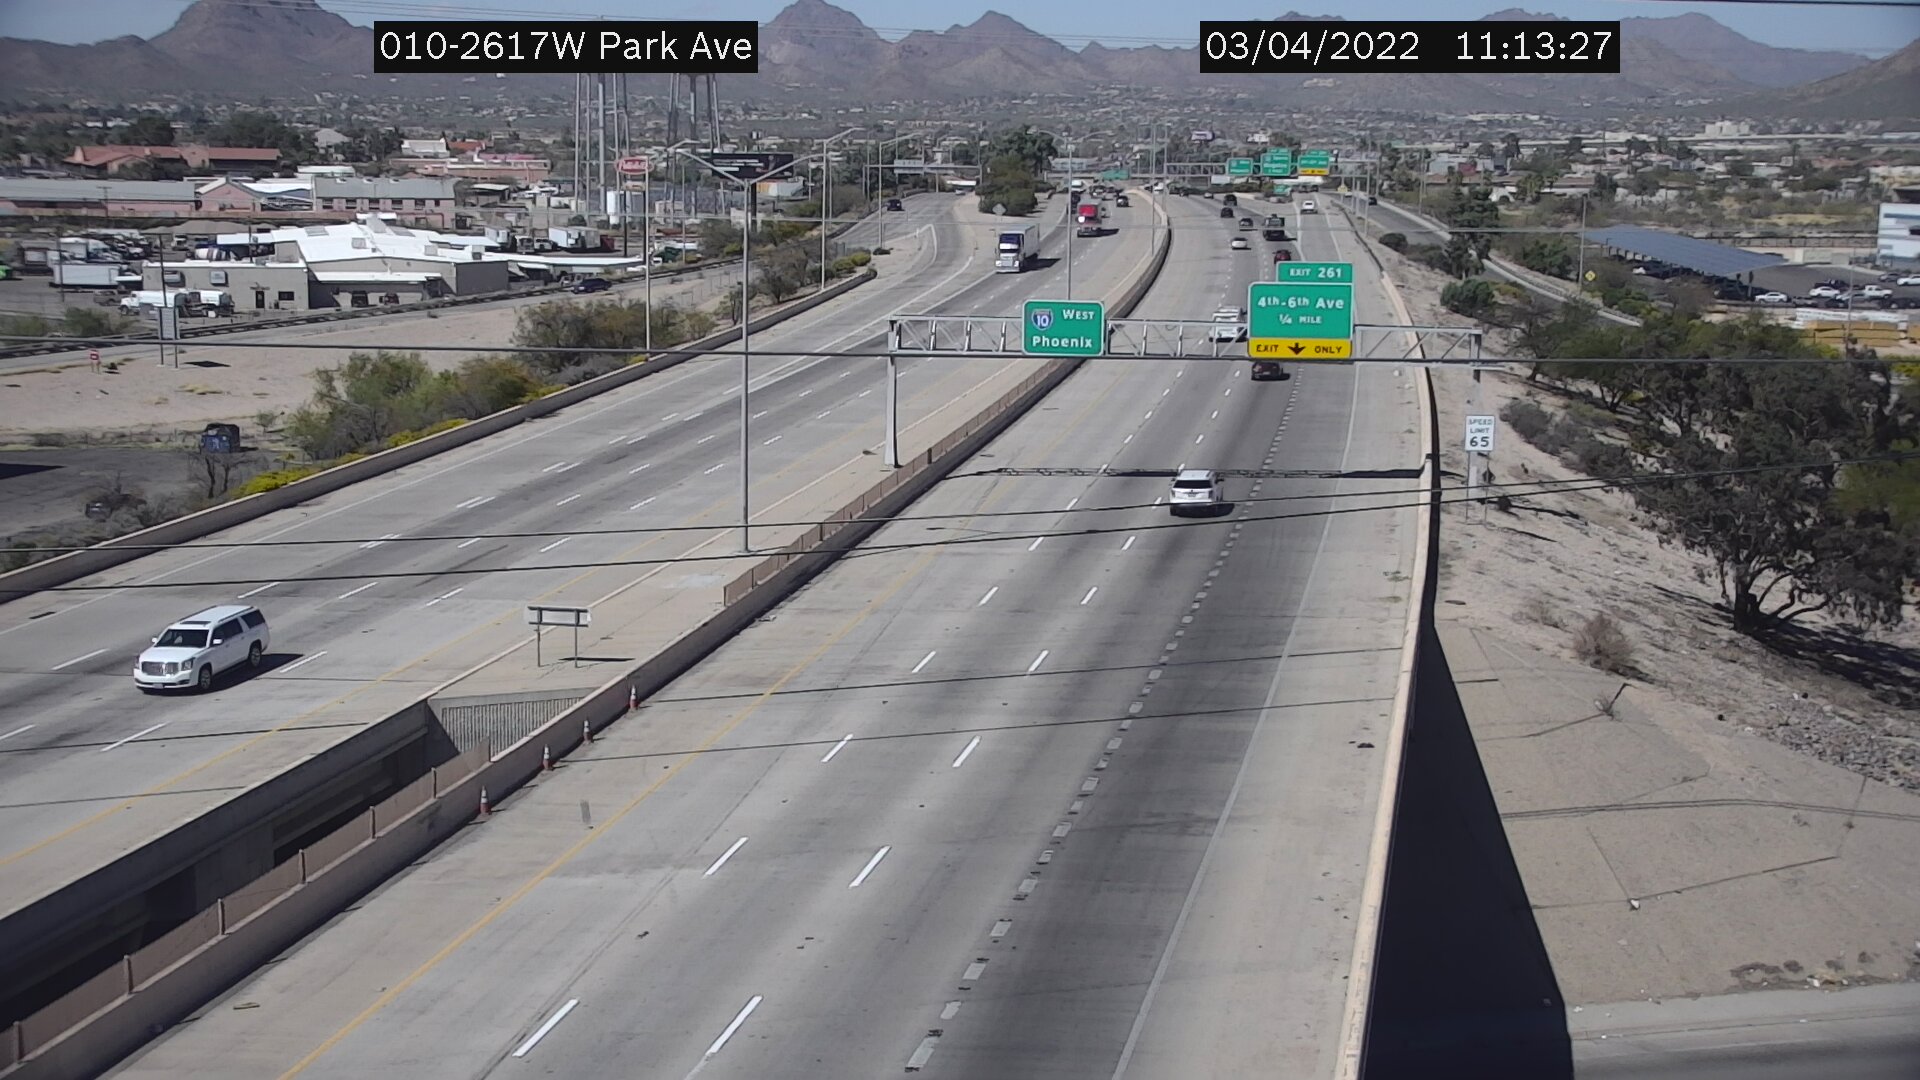 010-2617W Park Ave
03/04/2022 11:13:27
EXIT 261
4th-6th Ave
1/4 MILE
EXIT ONLY
10 WEST
Phoenix
SPEED
LIMIT
65